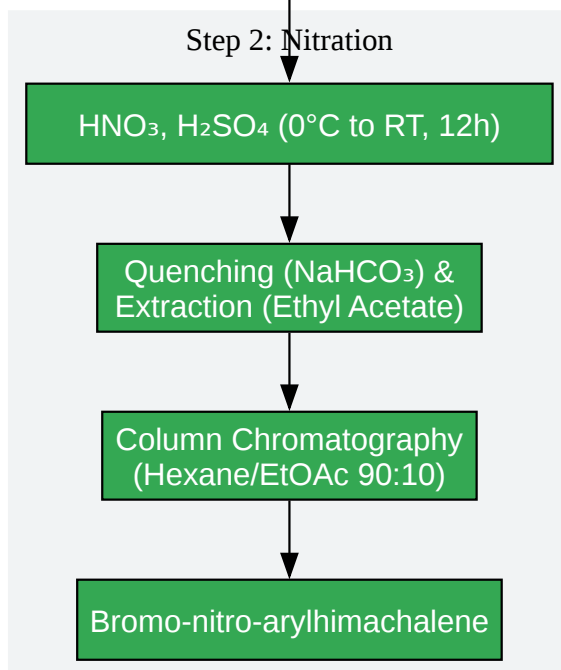 Step 2: Nitration
HNO₃, H₂SO₄ (0°C to RT, 12h)
Quenching (NaHCO₃) &
Extraction (Ethyl Acetate)
Column Chromatography
(Hexane/EtOAc 90:10)
Bromo-nitro-arylhimachalene